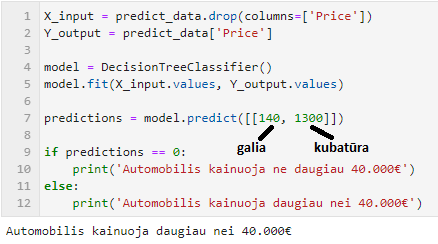 1 X_input = predict_data.drop(columns=['Price'])
2 Y_output = predict_data['Price']
3
4 model = DecisionTreeClassifier()
5 model.fit(X_input.values, Y_output.values)
6
7 predictions = model.predict([[140, 1300]])
8 galia kubatūra
9 if predictions == 0:
10 print('Automobilis kainuoja ne daugiau 40.000€')
11 else:
12 print('Automobilis kainuoja daugiau nei 40.000€')
Automobilis kainuoja daugiau nei 40.000€